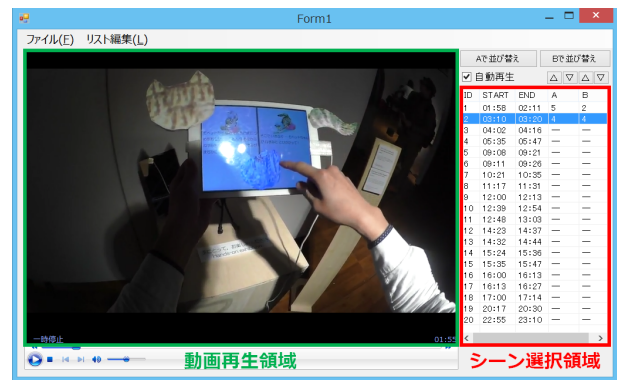 Form1
ファイル(F) リスト編集(L)
Aで並び替え Bで並び替え
自動再生 △ ▽ △ ▽
ID START END A B
1 01:58 02:11 5 2
2 03:10 03:20 4 4
3 04:02 04:16 — —
4 05:35 05:47 — —
5 09:08 09:21 — —
6 09:11 09:26 — —
7 10:21 10:35 — —
8 11:17 11:31 — —
9 12:00 12:13 — —
10 12:39 12:54 — —
11 12:48 13:03 — —
12 14:23 14:37 — —
13 14:32 14:44 — —
14 15:24 15:36 — —
15 15:35 15:47 — —
16 16:00 16:13 — —
17 16:13 16:27 — —
18 17:00 17:14 — —
19 20:17 20:30 — —
20 22:55 23:10 — —
一時停止 01:55
動画再生領域
シーン選択領域